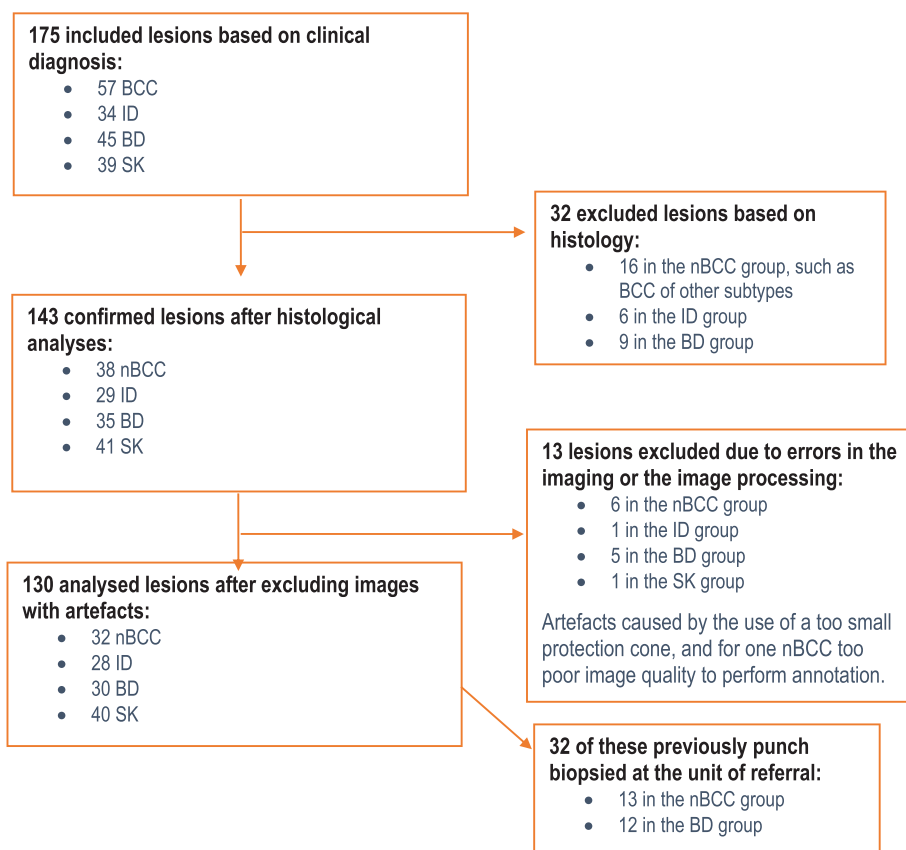 175 included lesions based on clinical
diagnosis:
• 57 BCC
• 34 ID
• 45 BD
• 39 SK
32 excluded lesions based on
histology:
• 16 in the nBCC group, such as
BCC of other subtypes
• 6 in the ID group
• 9 in the BD group
143 confirmed lesions after histological
analyses:
• 38 nBCC
• 29 ID
• 35 BD
• 41 SK
13 lesions excluded due to errors in the
imaging or the image processing:
• 6 in the nBCC group
• 1 in the ID group
• 5 in the BD group
• 1 in the SK group
Artefacts caused by the use of a too small
protection cone, and for one nBCC too
poor image quality to perform annotation.
130 analysed lesions after excluding images
with artefacts:
• 32 nBCC
• 28 ID
• 30 BD
• 40 SK
32 of these previously punch
biopsied at the unit of referral:
• 13 in the nBCC group
• 12 in the BD group